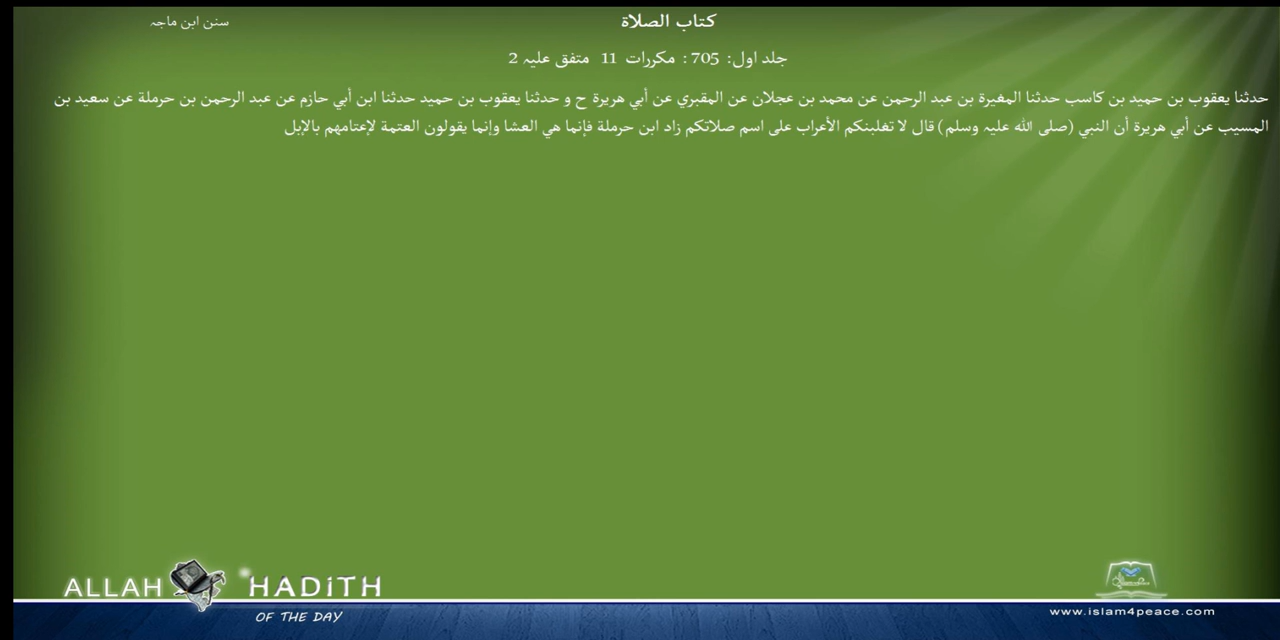 كتاب الصلاة
سنن ابن ماجہ
جلد اول: 705 : مکررات 11 متفق علیہ 2
حدثنا يعقوب بن حميد بن كاسب حدثنا المغيرة بن عبد الرحمن عن محمد بن عجلان عن المقبري عن أبي هريرة ح و حدثنا يعقوب بن حميد حدثنا ابن أبي حازم عن عبد الرحمن بن حرملة عن سعيد بن
المسيب عن أبي هريرة أن النبي (صلى الله عليہ وسلم) قال لا تغلبنكم الأعراب على اسم صلاتكم زاد ابن حرملة فإنما هي العشا وإنما يقولون العتمة لإعتامهم بالإبل
ALLAH HADITH
OF THE DAY
www.islam4peace.com